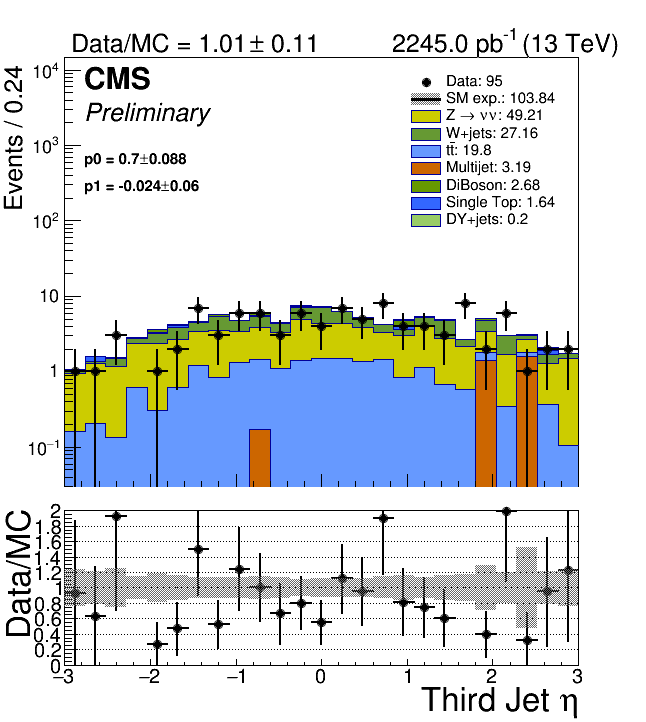 Data/MC = 1.01± 0.11 2245.0 pb⁻¹ (13 TeV)
Events / 0.24
CMS
Preliminary
p0 = 0.7±0.088
p1 = -0.024±0.06
Data: 95
SM exp.: 103.84
Z → νν: 49.21
W+jets: 27.16
tt̄: 19.8
Multijet: 3.19
DiBoson: 2.68
Single Top: 1.64
DY+jets: 0.2
10⁴
10³
10²
10
1
10⁻¹
Data/MC
2
1.8
1.6
1.4
1.2
1
0.8
0.6
0.4
0.2
0
−3 −2 −1 0 1 2 3
Third Jet η